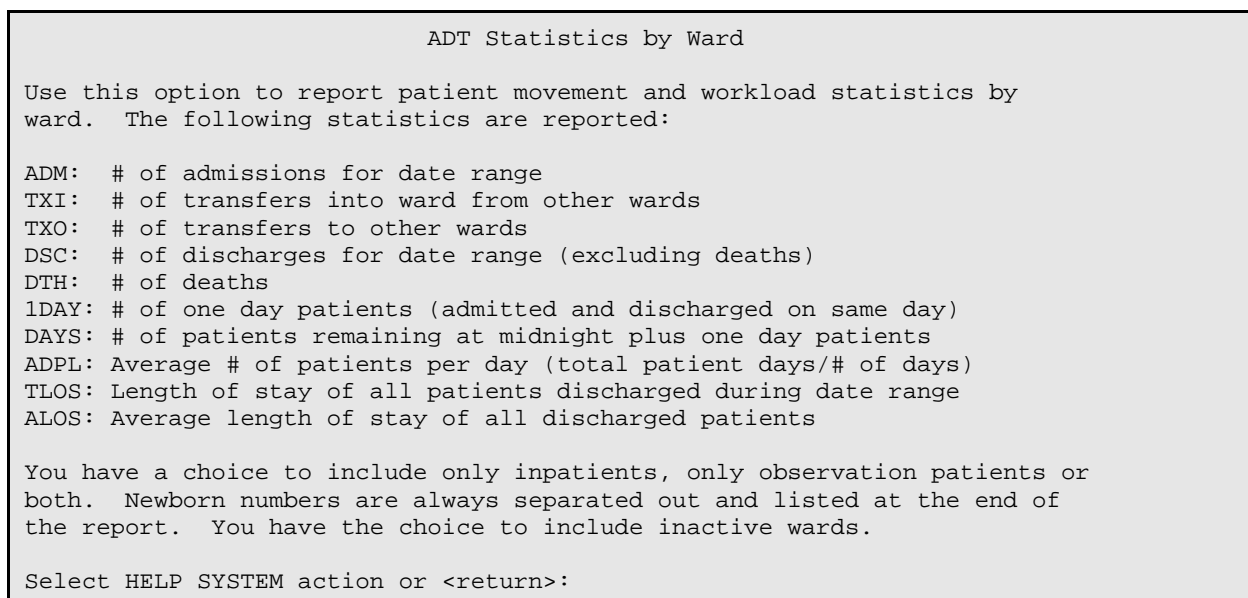 ADT Statistics by Ward
Use this option to report patient movement and workload statistics by
ward.  The following statistics are reported:
ADM:  # of admissions for date range
TXI:  # of transfers into ward from other wards
TXO:  # of transfers to other wards
DSC:  # of discharges for date range (excluding deaths)
DTH:  # of deaths
1DAY: # of one day patients (admitted and discharged on same day)
DAYS: # of patients remaining at midnight plus one day patients
ADPL: Average # of patients per day (total patient days/# of days)
TLOS: Length of stay of all patients discharged during date range
ALOS: Average length of stay of all discharged patients
You have a choice to include only inpatients, only observation patients or
both.  Newborn numbers are always separated out and listed at the end of
the report.  You have the choice to include inactive wards.
Select HELP SYSTEM action or <return>: